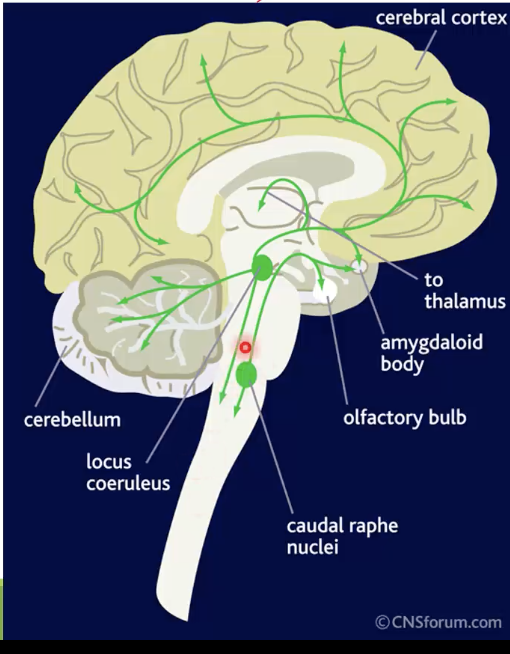 cerebral cortex
to
thalamus
amygdaloid
body
olfactory bulb
cerebellum
locus
coeruleus
caudal raphe
nuclei
©CNSforum.com